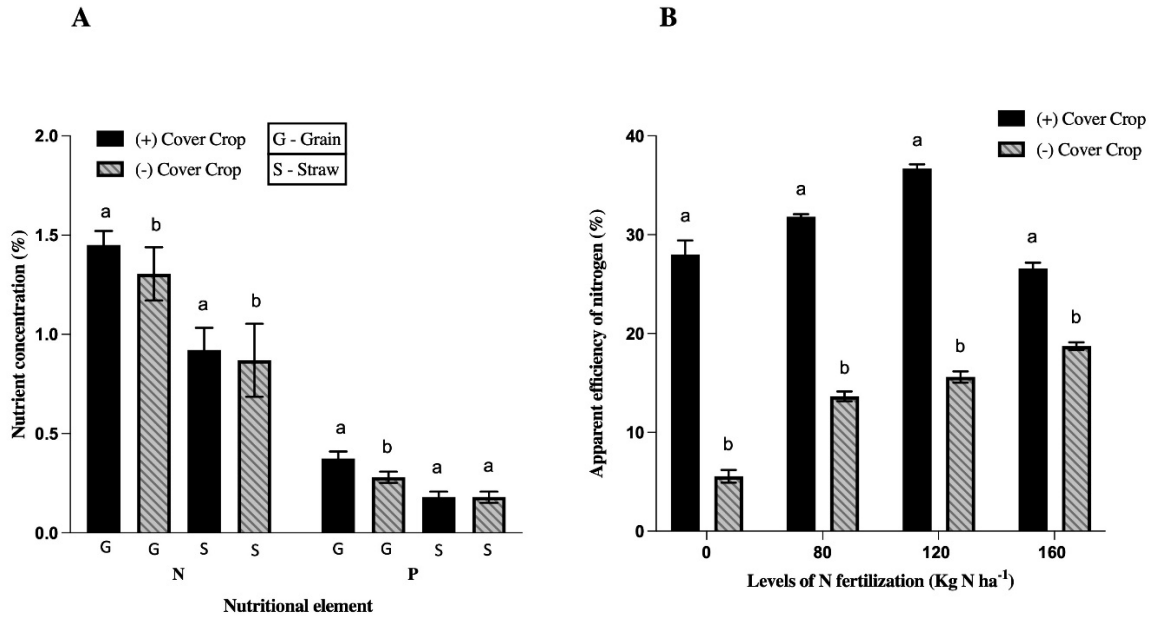 A
(+) Cover Crop
(-) Cover Crop
G - Grain
S - Straw
Nutrient concentration (%)
2.0
1.5
1.0
0.5
0.0
a
b
a
b
a
b
a
a
G G S S G G S S
N P
Nutritional element
B
(+) Cover Crop
(-) Cover Crop
Apparent efficiency of nitrogen (%)
40
30
20
10
0
a
b
a
b
a
b
a
b
0 80 120 160
Levels of N fertilization (Kg N ha⁻¹)